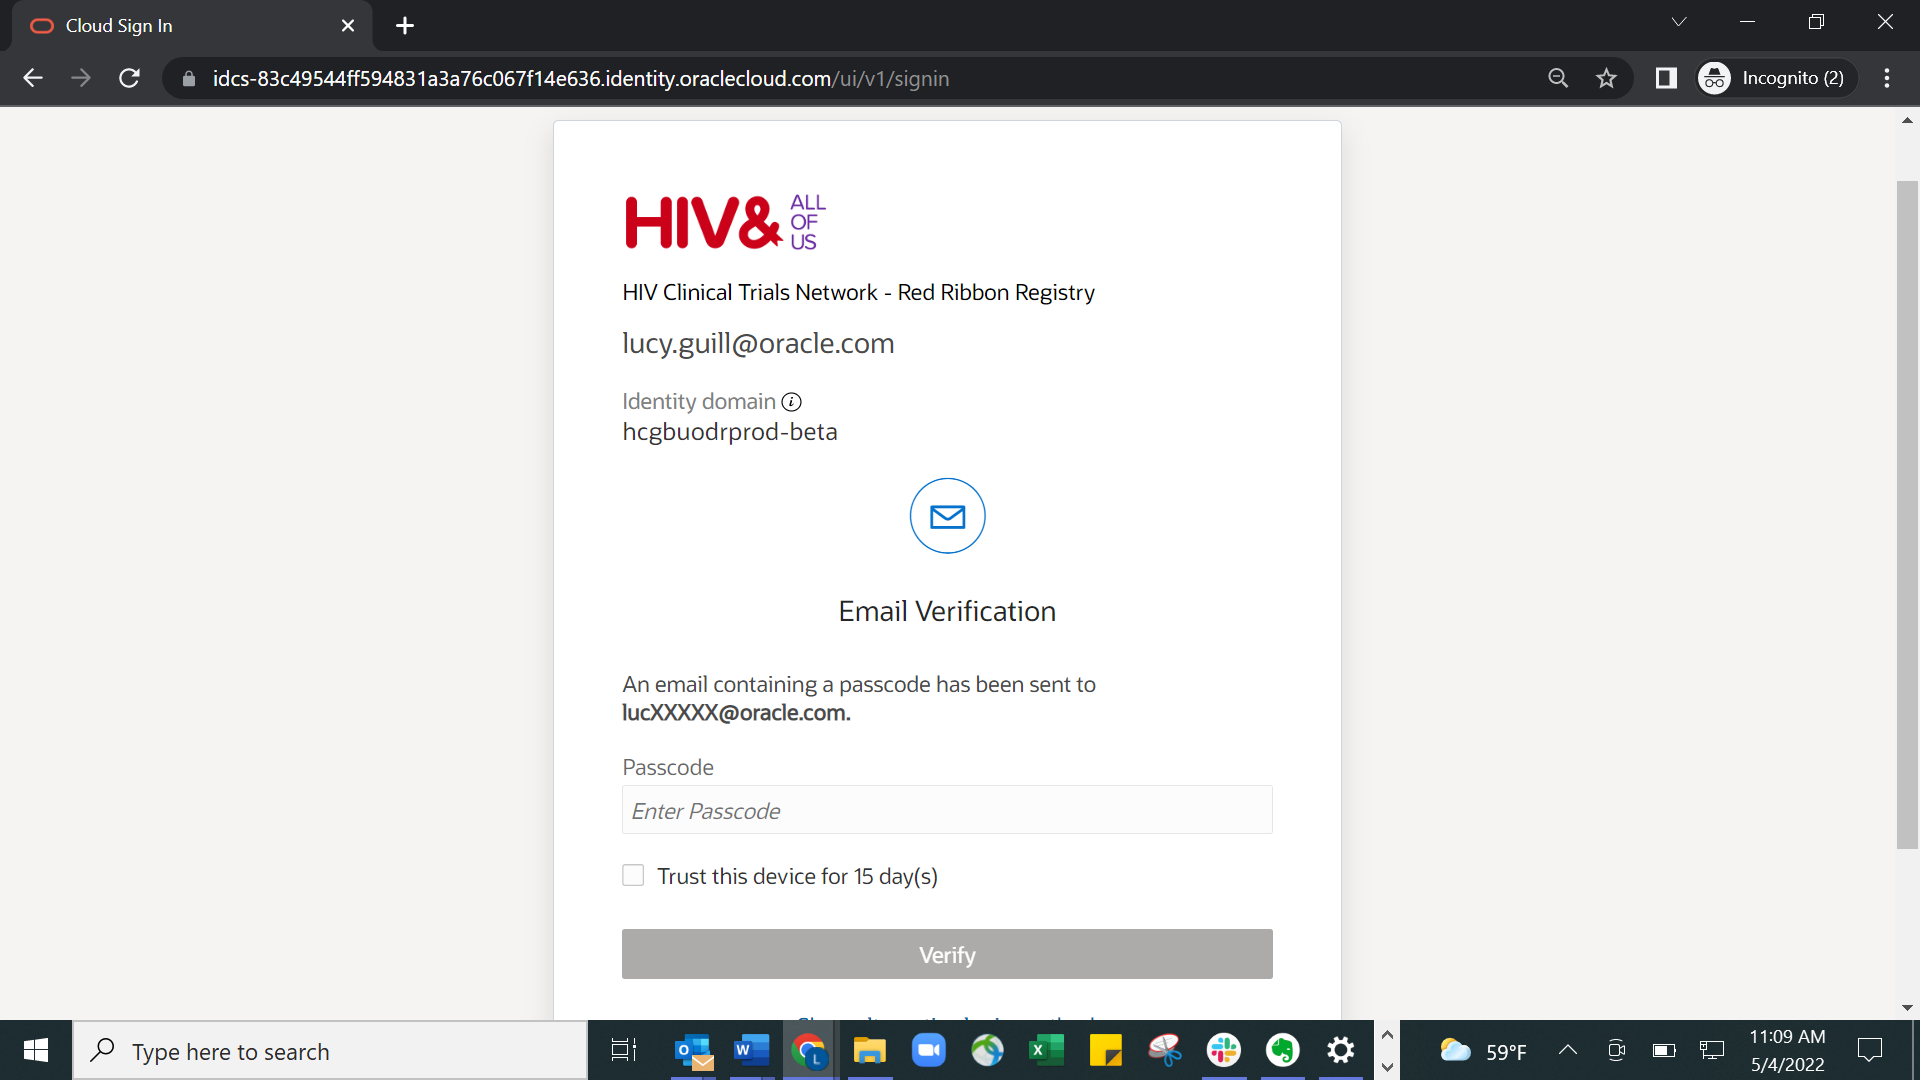 Cloud Sign In
idcs-83c49544ff594831a3a76c067f14e636.identity.oraclecloud.com/ui/v1/signin
Incognito (2)
HIV& ALL OF US
HIV Clinical Trials Network - Red Ribbon Registry
lucy.guill@oracle.com
Identity domain
hcgbuodrprod-beta
Email Verification
An email containing a passcode has been sent to
lucXXXXX@oracle.com.
Passcode
Enter Passcode
Trust this device for 15 day(s)
Verify
Type here to search
59°F
11:09 AM
5/4/2022